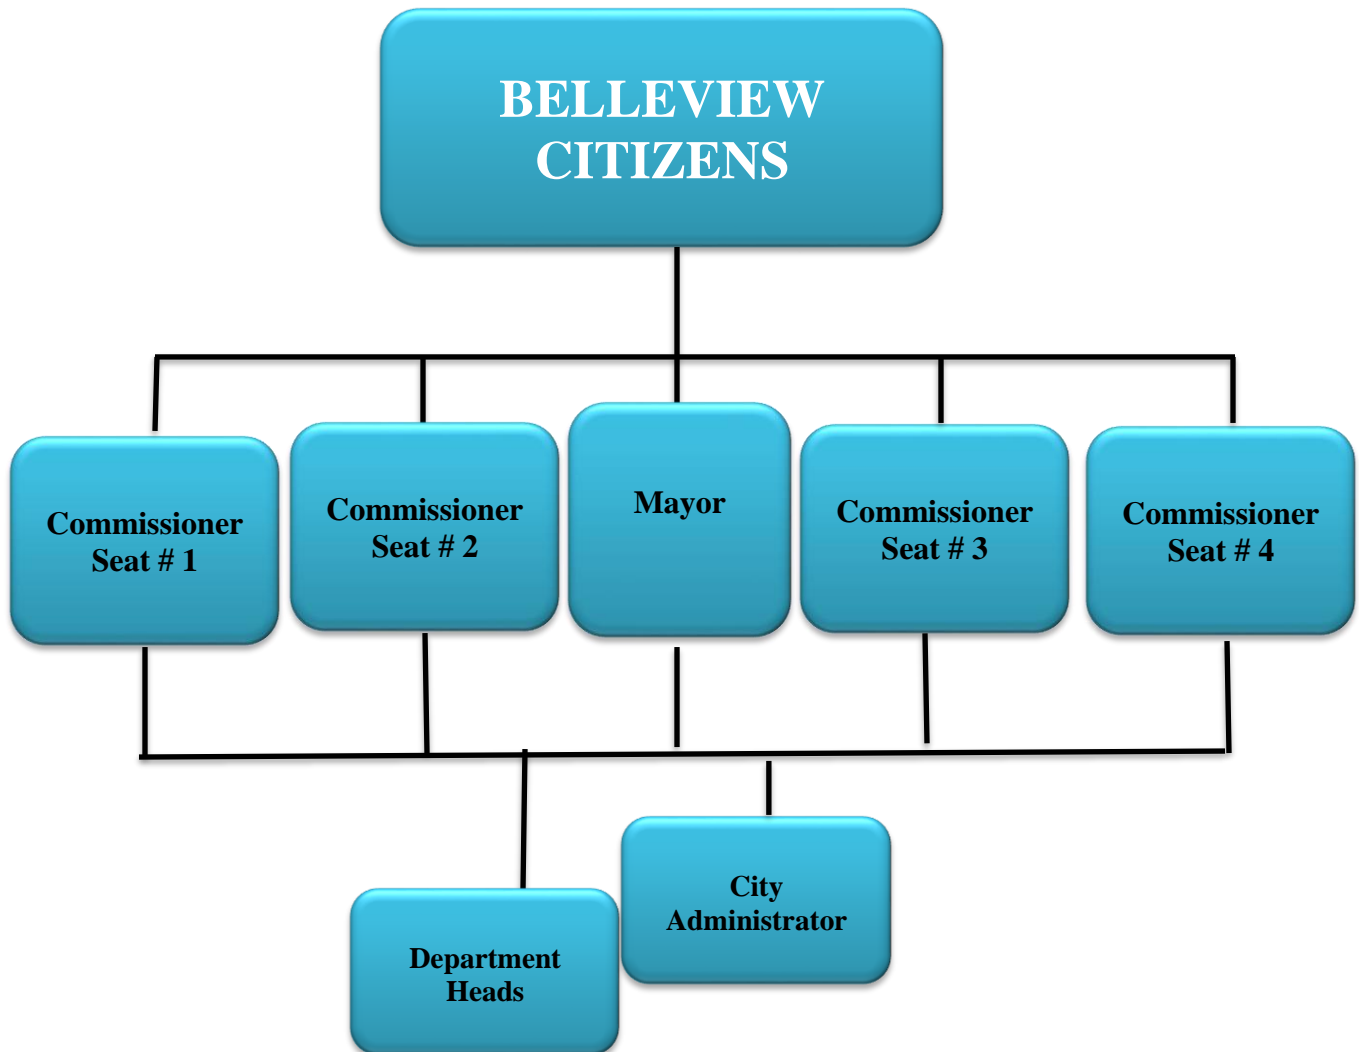 BELLEVIEW
CITIZENS
Commissioner
Seat # 1
Commissioner
Seat # 2
Mayor
Commissioner
Seat # 3
Commissioner
Seat # 4
City
Administrator
Department
Heads